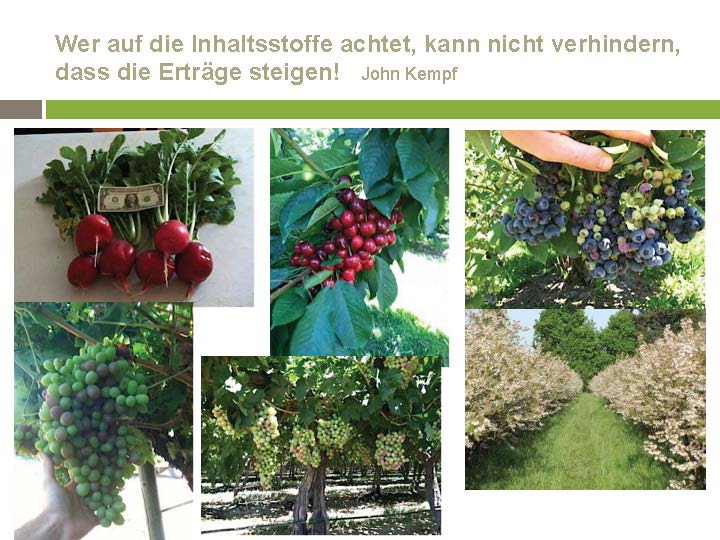 Wer auf die Inhaltsstoffe achtet, kann nicht verhindern,
dass die Erträge steigen! John Kempf